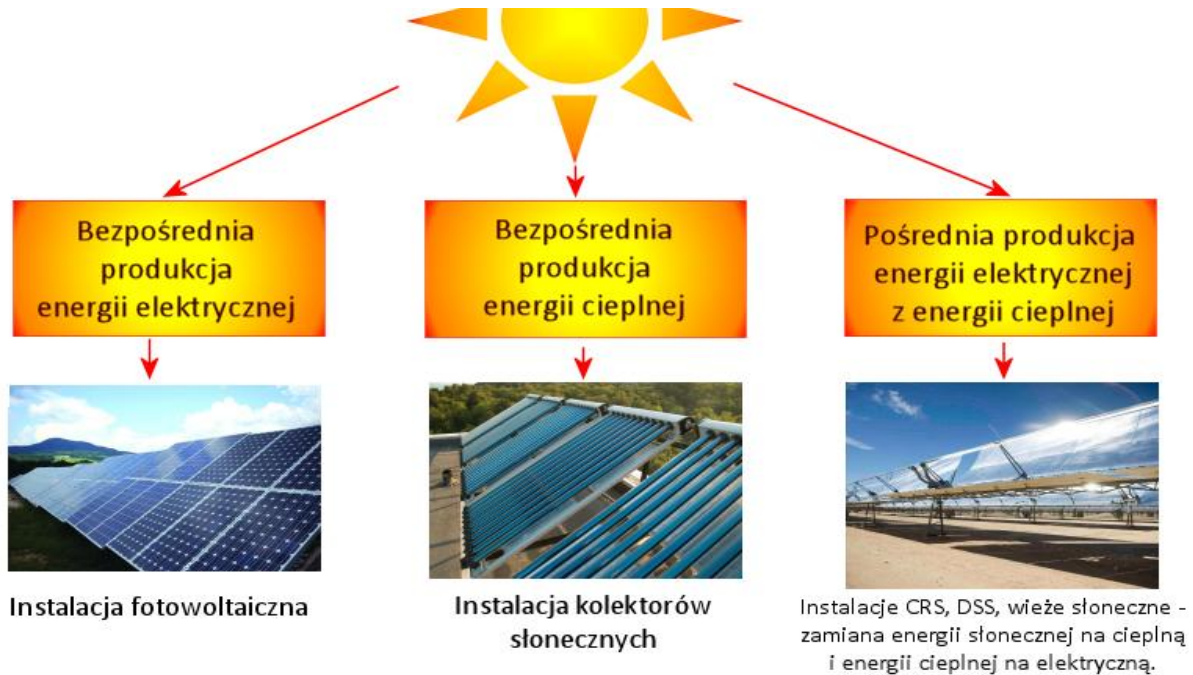 Bezpośrednia
produkcja
energii elektrycznej
Bezpośrednia
produkcja
energii cieplnej
Pośrednia produkcja
energii elektrycznej
z energii cieplnej
Instalacja fotowoltaiczna
Instalacja kolektorów
słonecznych
Instalacje CRS, DSS, wieże słoneczne -
zamiana energii słonecznej na cieplną
i energii cieplnej na elektryczną.